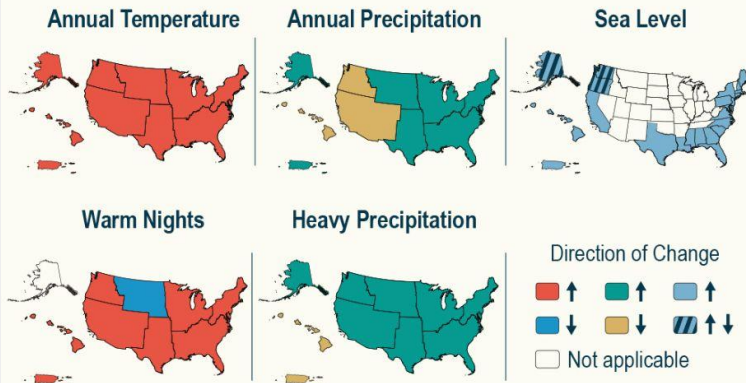 Annual Temperature
Annual Precipitation
Sea Level
Warm Nights
Heavy Precipitation
Direction of Change
↑ ↑ ↑
↓ ↓ ↑↓
Not applicable